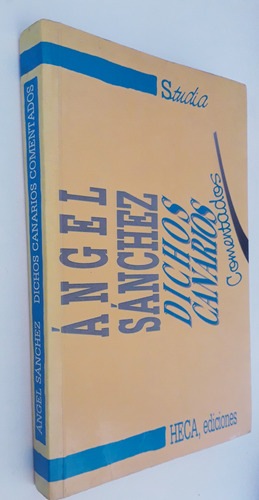 ÁNGEL SÁNCHEZ DICHOS CANARIOS COMENTADOS
Studia
ÁNGEL
SÁNCHEZ
DICHOS
CANARIOS
Comentados
HECA, ediciones